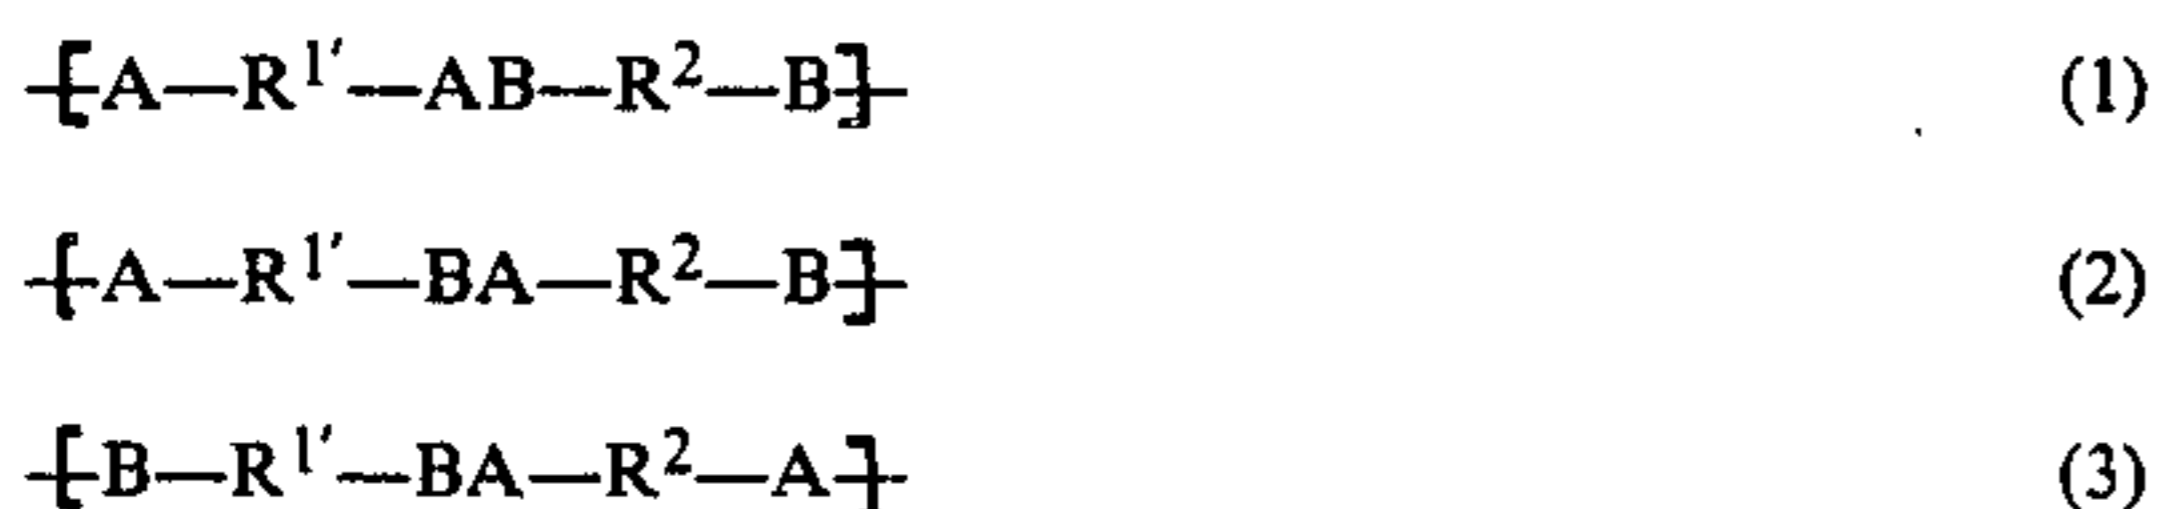 -[A—R1'—AB—R2—B]- (1)
-[A—R1'—BA—R2—B]- (2)
-[B—R1'—BA—R2—A]- (3)